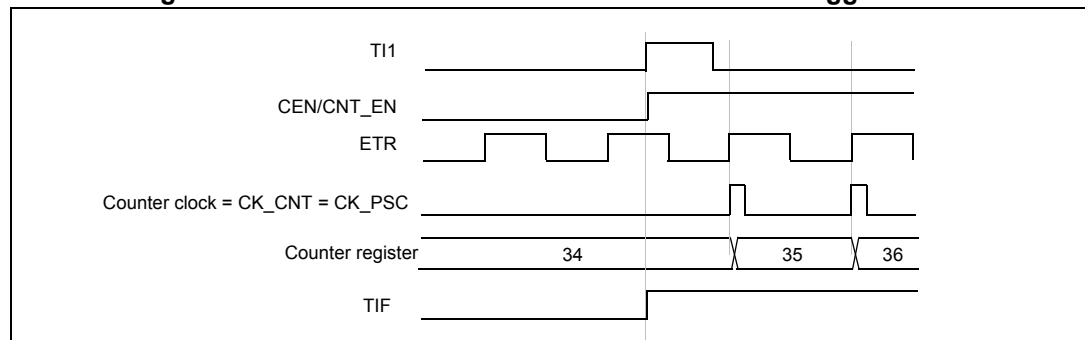 TI1
CEN/CNT_EN
ETR
Counter clock = CK_CNT = CK_PSC
Counter register 34 35 36
TIF